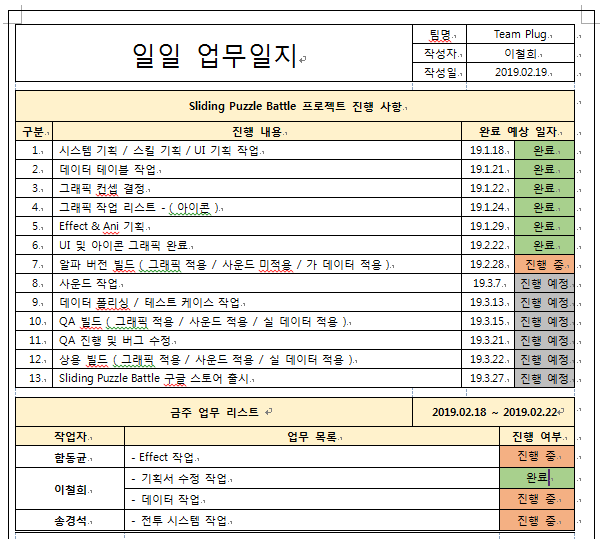 일일 업무일지
팀명 Team Plug.
작성자 이철희
작성일 2019.02.19.
Sliding Puzzle Battle 프로젝트 진행 사항
구분 진행 내용 완료 예상 일자
1. 시스템 기획 / 스킬 기획 / UI 기획 작업. 19.1.18. 완료
2. 데이터 테이블 작업 19.1.21. 완료
3. 그래픽 컨셉 결정. 19.1.22. 완료
4. 그래픽 작업 리스트 - ( 아이콘 ) 19.1.24. 완료
5. Effect & Ani 기획. 19.1.29. 완료
6. UI 및 아이콘 그래픽 완료 19.2.22. 완료
7. 알파 버전 빌드 ( 그래픽 적용 / 사운드 미적용 / 가 데이터 적용 ) 19.2.28. 진행 중
8. 사운드 작업 19.3.7. 진행 예정
9. 데이터 폴리싱 / 테스트 케이스 작업. 19.3.13. 진행 예정
10. QA 빌드 ( 그래픽 적용 / 사운드 적용 / 실 데이터 적용 ) 19.3.15. 진행 예정
11. QA 진행 및 버그 수정. 19.3.21. 진행 예정
12. 상용 빌드 ( 그래픽 적용 / 사운드 적용 / 실 데이터 적용 ) 19.3.22. 진행 예정
13. Sliding Puzzle Battle 구글 스토어 출시. 19.3.27. 진행 예정
금주 업무 리스트 2019.02.18 ~ 2019.02.22
작업자 업무 목록 진행 여부
함동균 - Effect 작업 진행 중
이철희 - 기획서 수정 작업 완료
- 데이터 작업 진행 중
송경석 - 전투 시스템 작업 진행 중